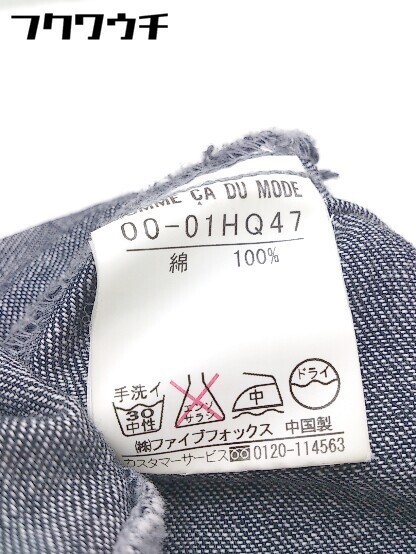 フクワウチ
COMME ÇA DU MODE
00-01HQ47
綿 100%
手洗イ
30
中性
エンソ
サラシ
中
ドライ
㈱ファイブフォックス 中国製
カスタマーサービス 0120-114563